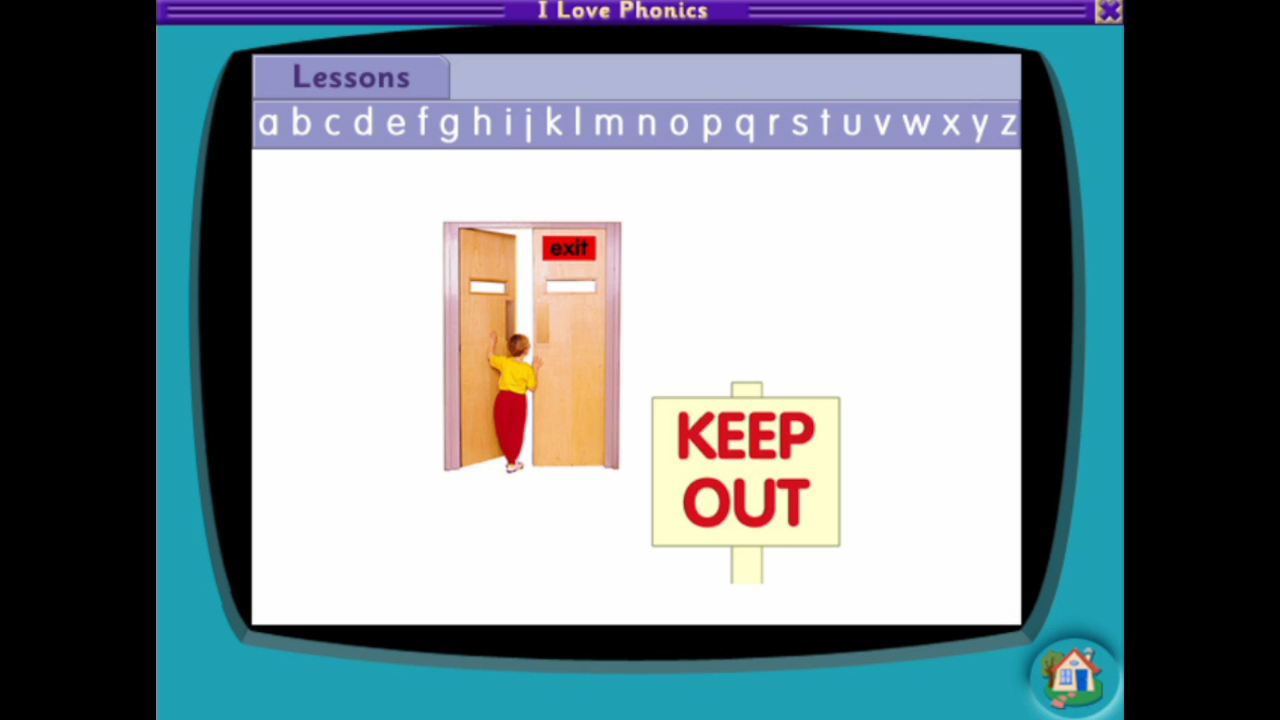 I Love Phonics
Lessons
a b c d e f g h i j k l m n o p q r s t u v w x y z
exit
KEEP
OUT